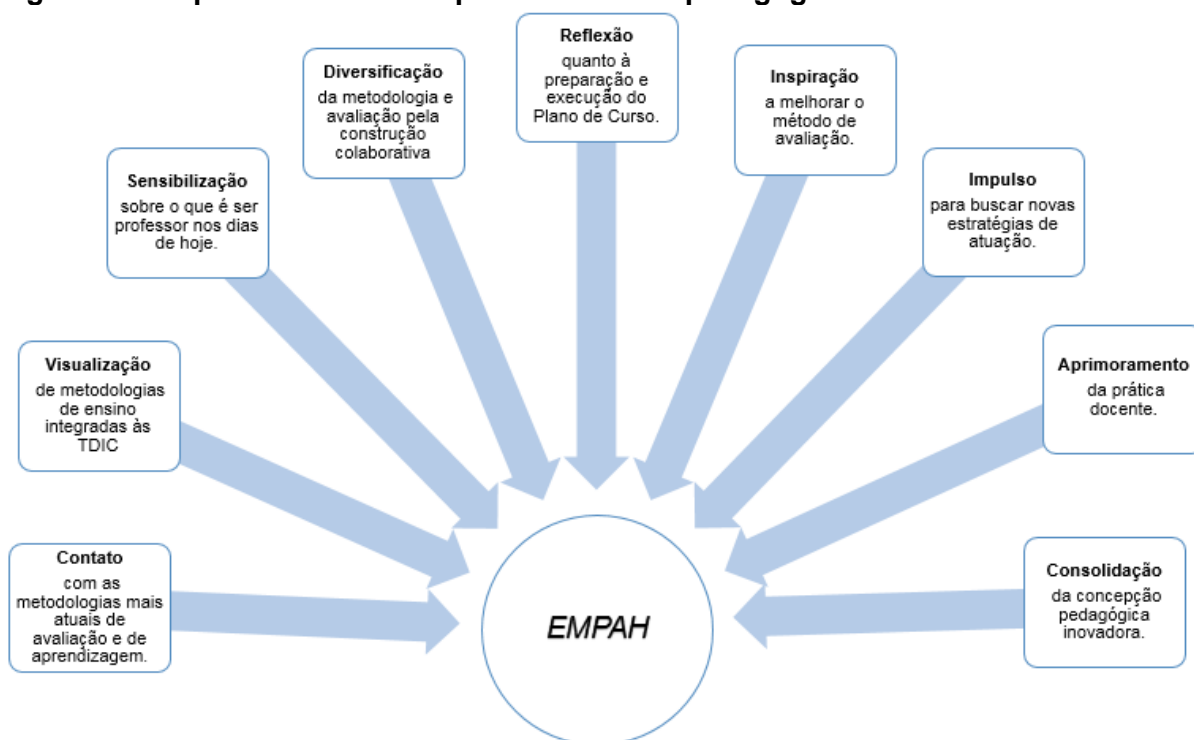 Reflexão
quanto à
preparação e
execução do
Plano de Curso.
Diversificação
da metodologia e
avaliação pela
construção
colaborativa
Inspiração
a melhorar o
método de
avaliação.
Sensibilização
sobre o que é ser
professor nos dias
de hoje.
Impulso
para buscar novas
estratégias de
atuação.
Visualização
de metodologias
de ensino
integradas às
TDIC
Aprimoramento
da prática
docente.
Contato
com as
metodologias mais
atuais de
avaliação e de
aprendizagem.
Consolidação
da concepção
pedagógica
inovadora.
EMPAH